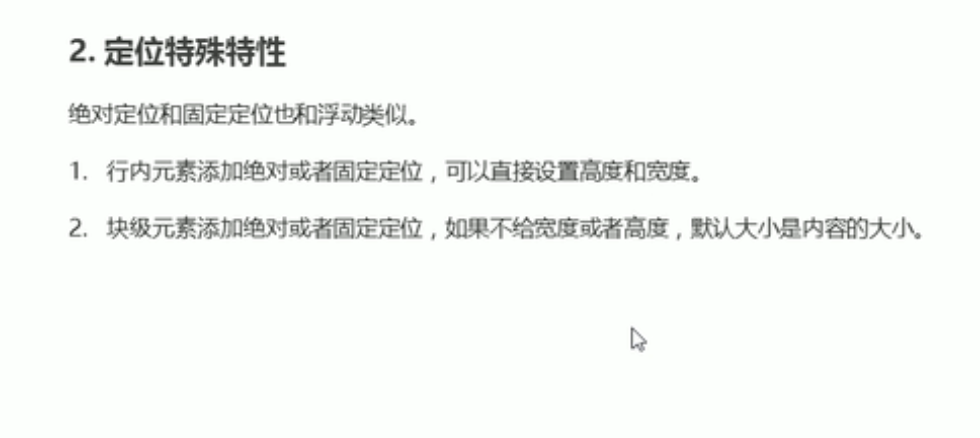 2. 定位特殊特性
绝对定位和固定定位也和浮动类似。
1. 行内元素添加绝对或者固定定位，可以直接设置高度和宽度。
2. 块级元素添加绝对或者固定定位，如果不给宽度或者高度，默认大小是内容的大小。